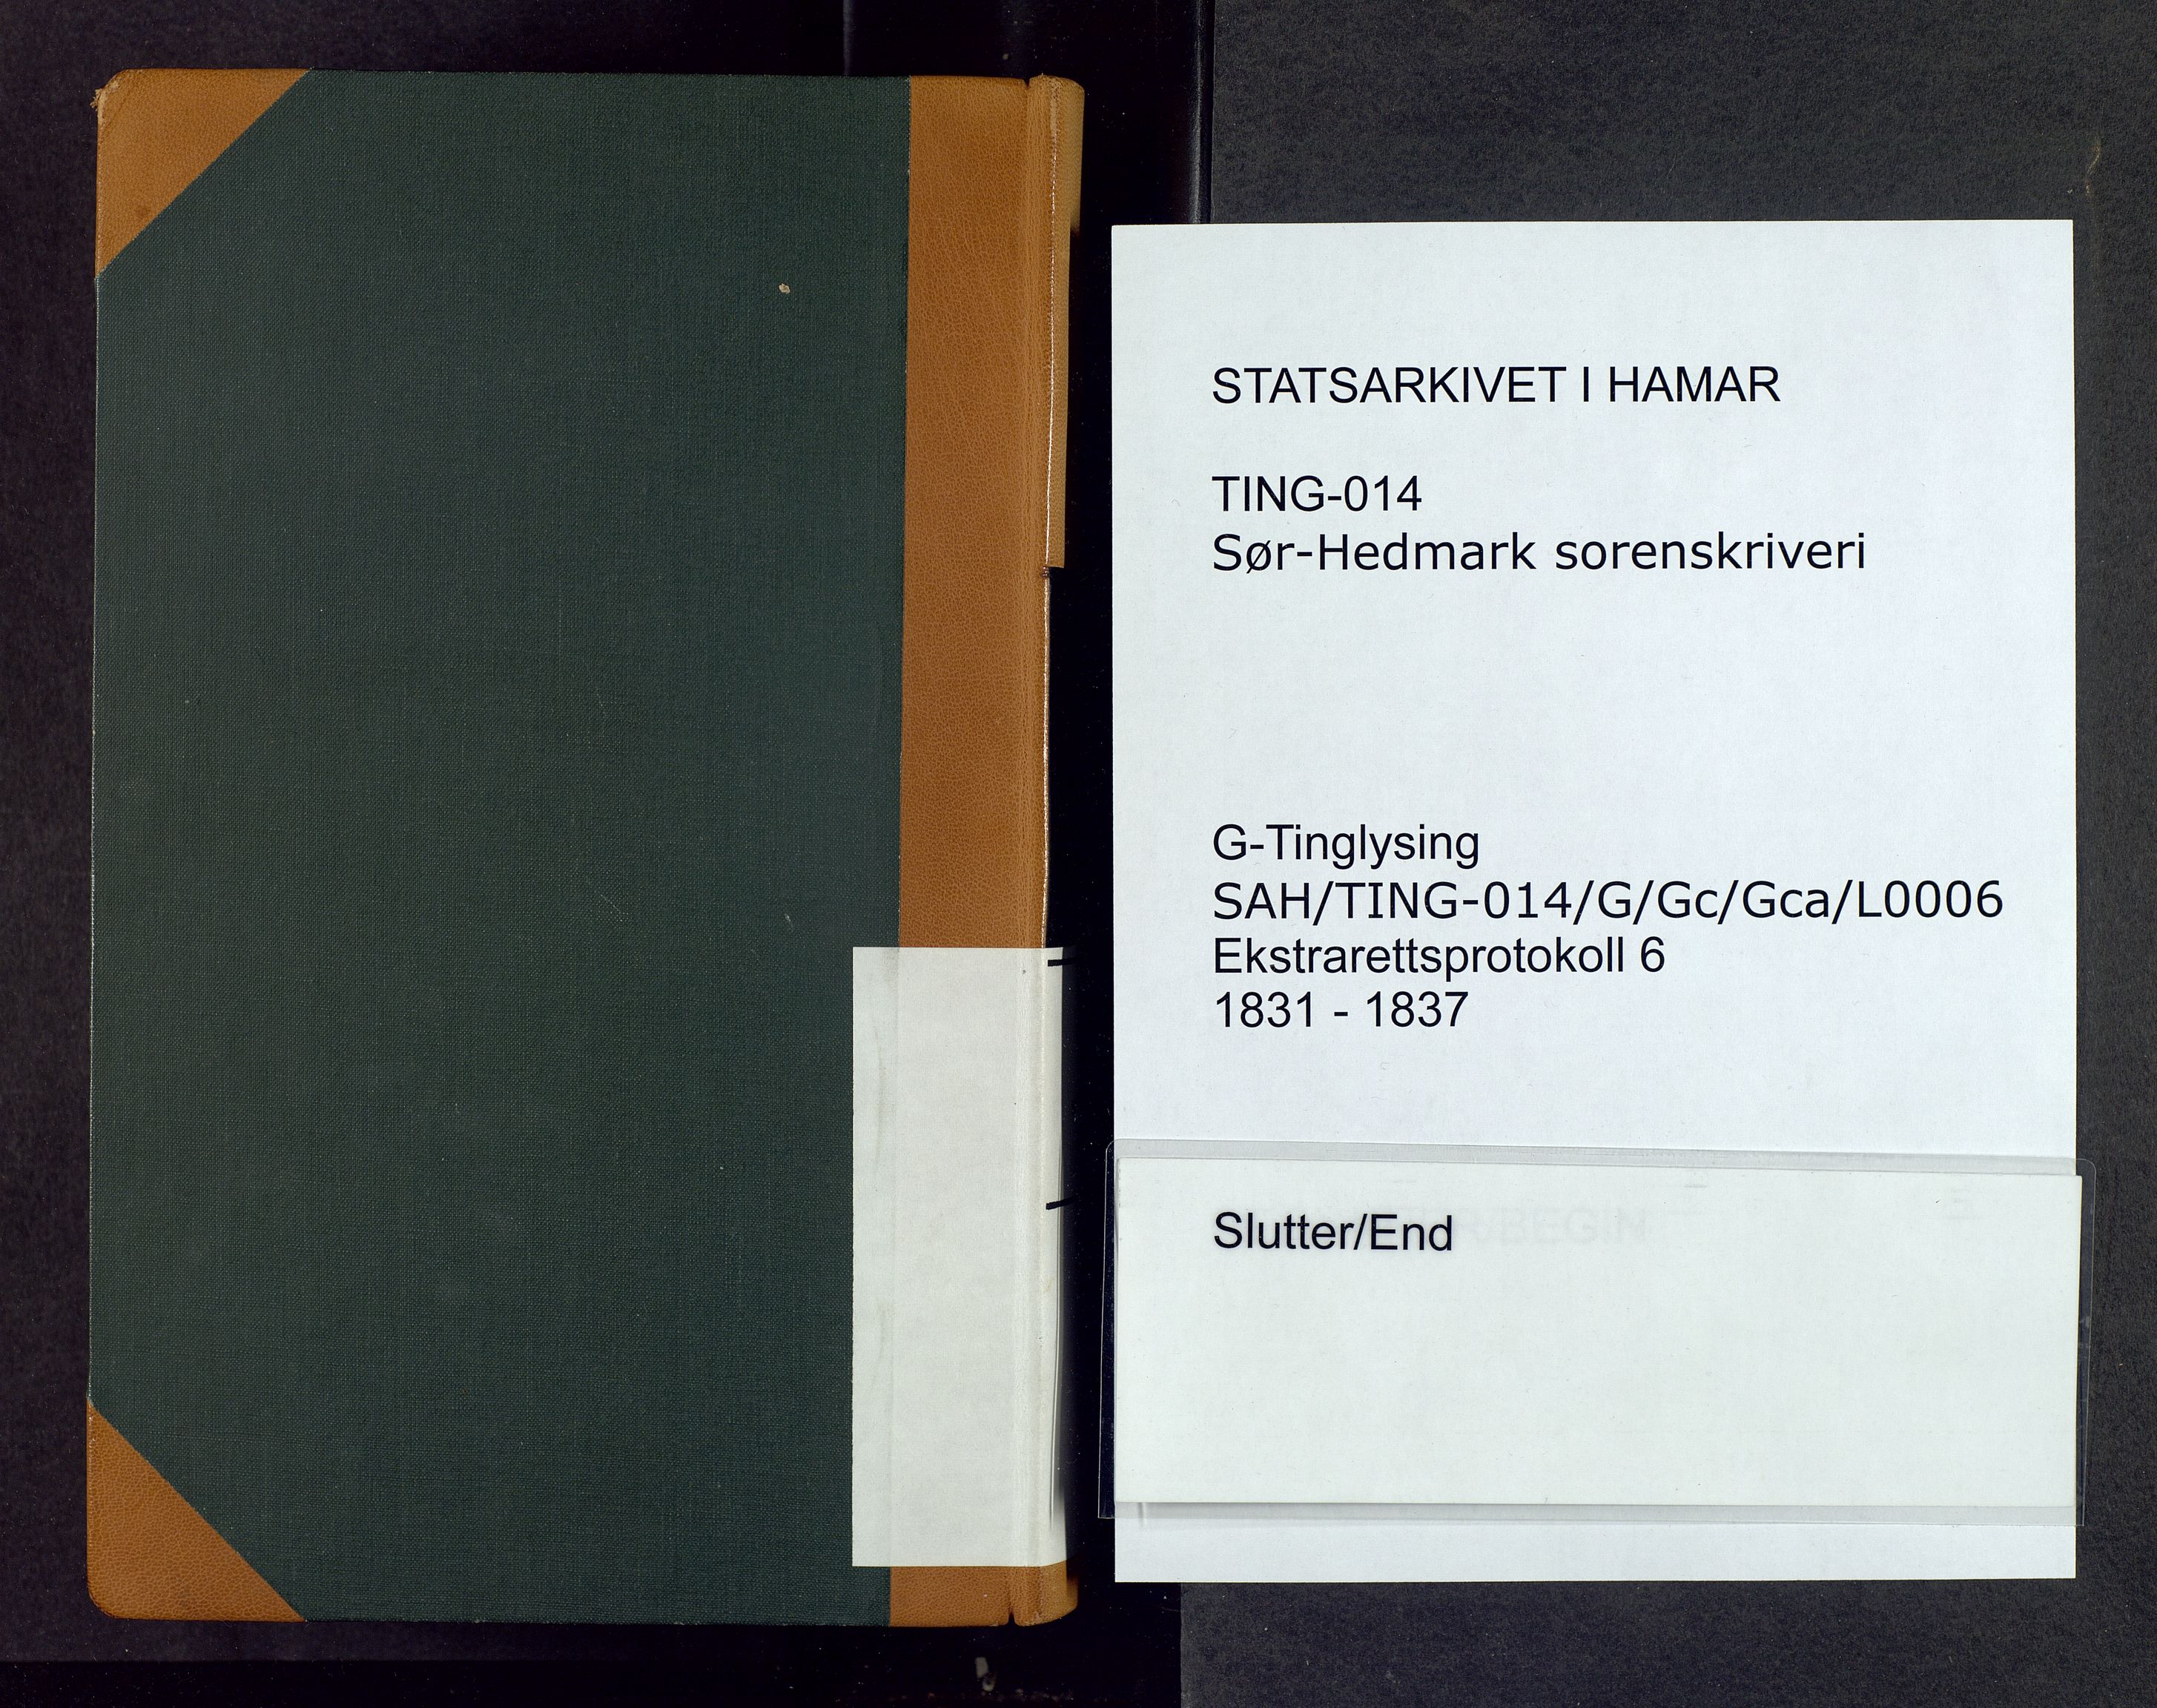 STATSARKIVET I HAMAR
TING-014
Sør-Hedmark sorenskriveri
G-Tinglysing
SAH/TING-014/G/Gc/Gca/L0006
Ekstrarettsprotokoll 6
1831 - 1837
Slutter/End